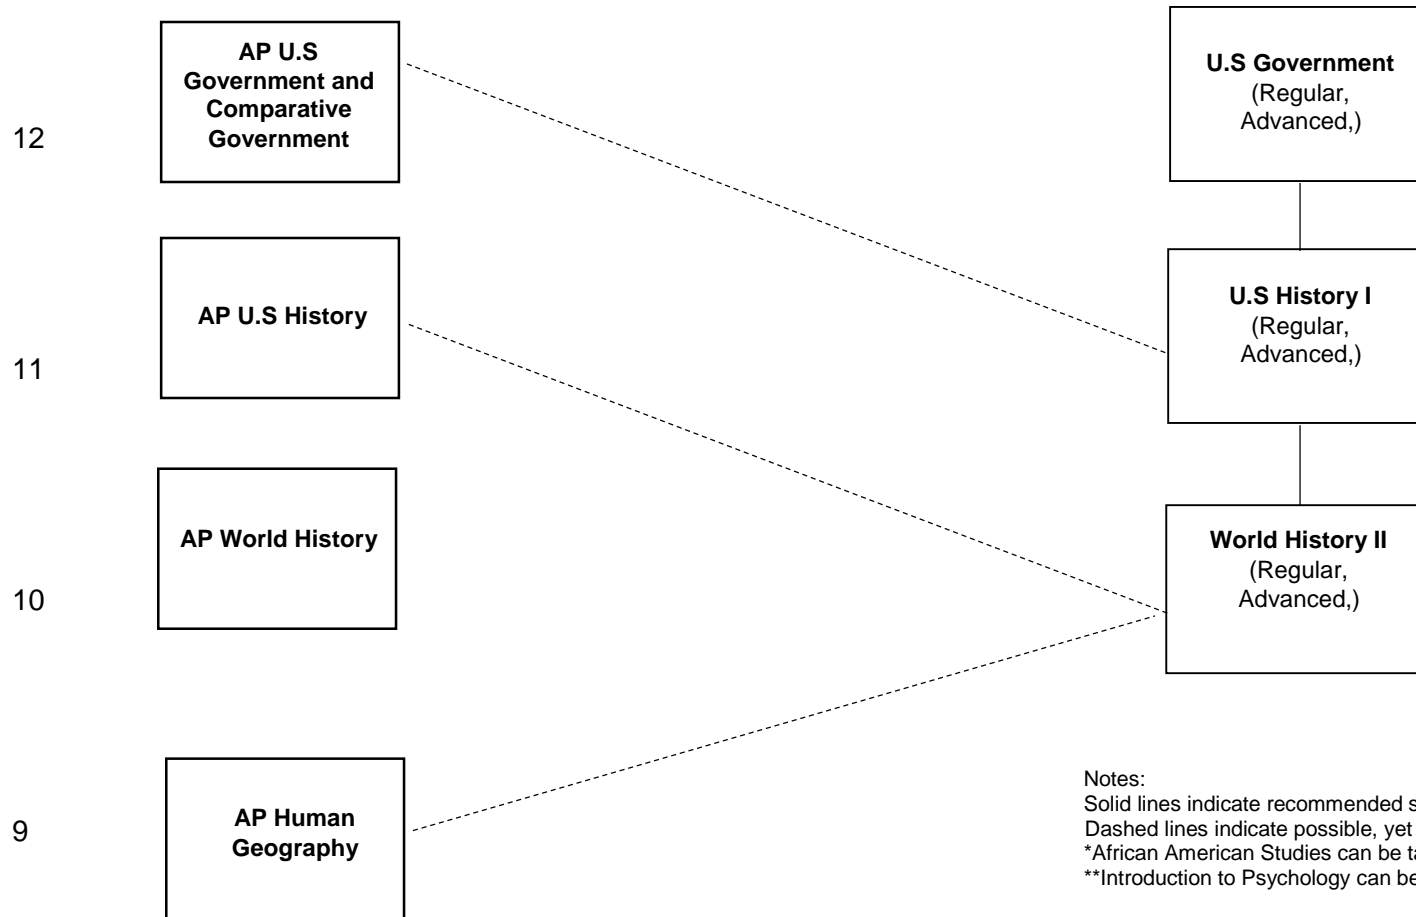 12
AP U.S
Government and
Comparative
Government
U.S Government
(Regular,
Advanced,)
11
AP U.S History
U.S History I
(Regular,
Advanced,)
10
AP World History
World History II
(Regular,
Advanced,)
9
AP Human
Geography
Notes:
Solid lines indicate recommended
Dashed lines indicate possible, yet
*African American Studies can be
**Introduction to Psychology can be